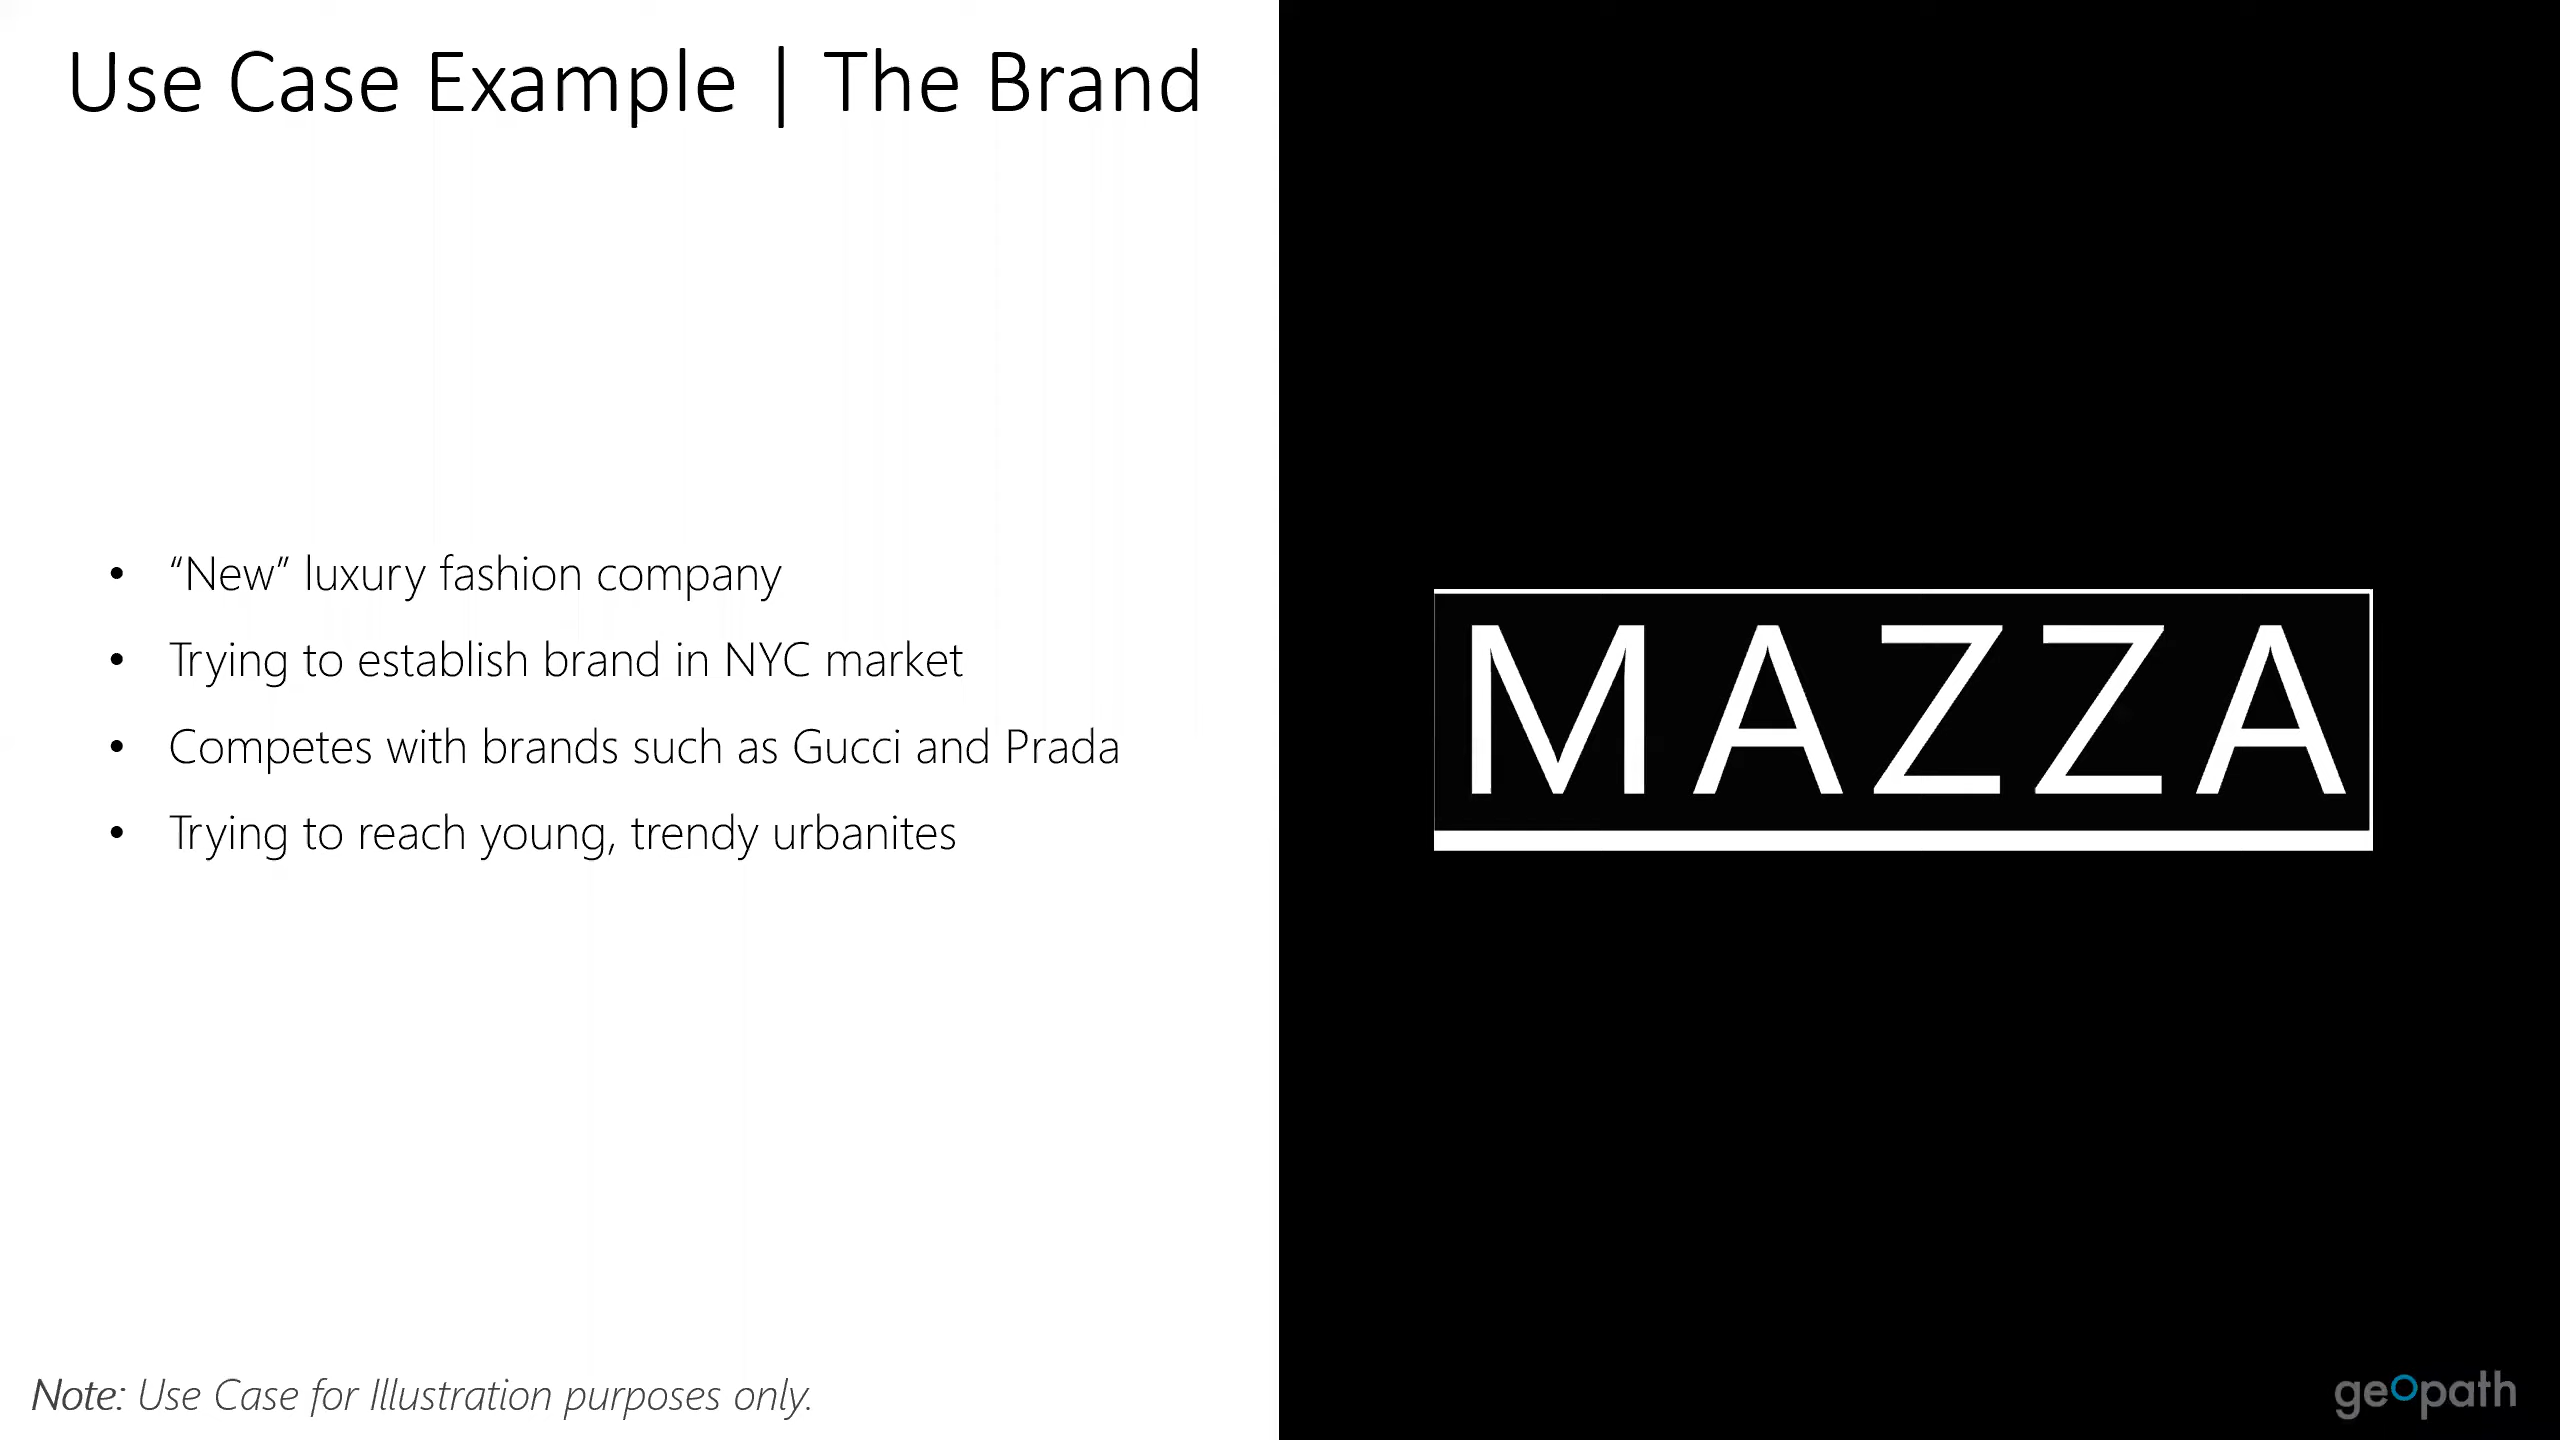 Use Case Example | The Brand
• “New” luxury fashion company
• Trying to establish brand in NYC market
• Competes with brands such as Gucci and Prada
• Trying to reach young, trendy urbanites
MAZZA
Note: Use Case for Illustration purposes only.
geopath